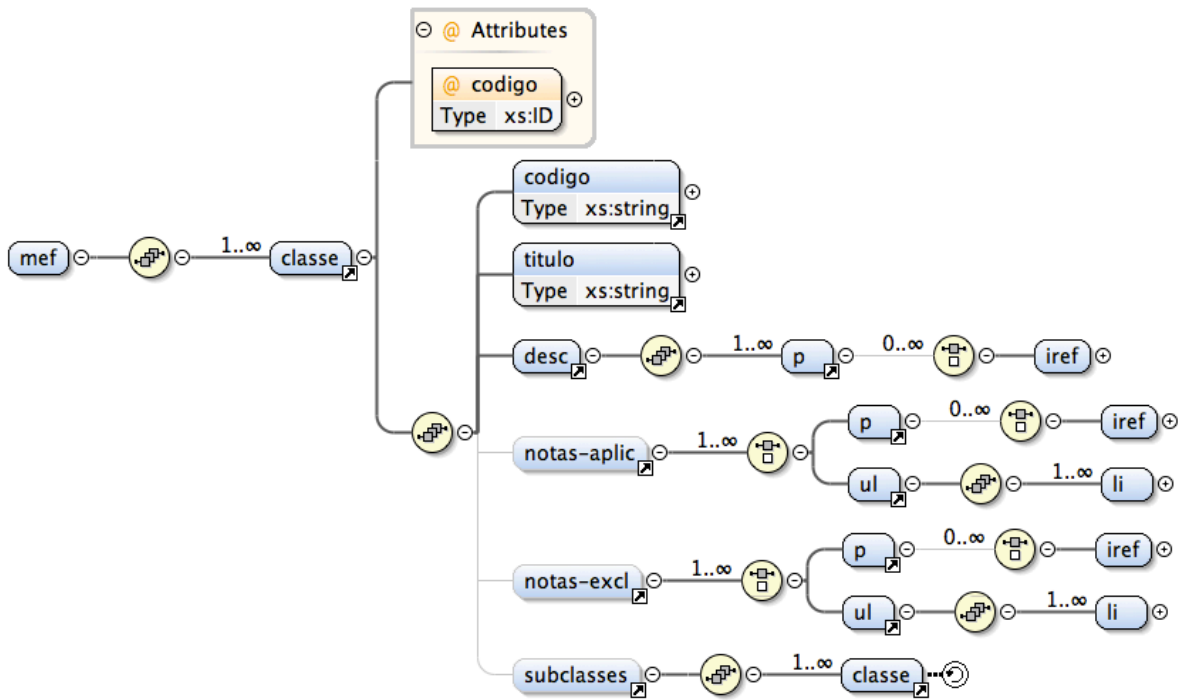 @ Attributes
@ codigo
Type xs:ID
codigo
Type xs:string
mef
1..∞
classe
titulo
Type xs:string
desc
1..∞
p
0..∞
iref
notas-aplic
1..∞
p
0..∞
iref
ul
1..∞
li
notas-excl
1..∞
p
0..∞
iref
ul
1..∞
li
subclasses
1..∞
classe